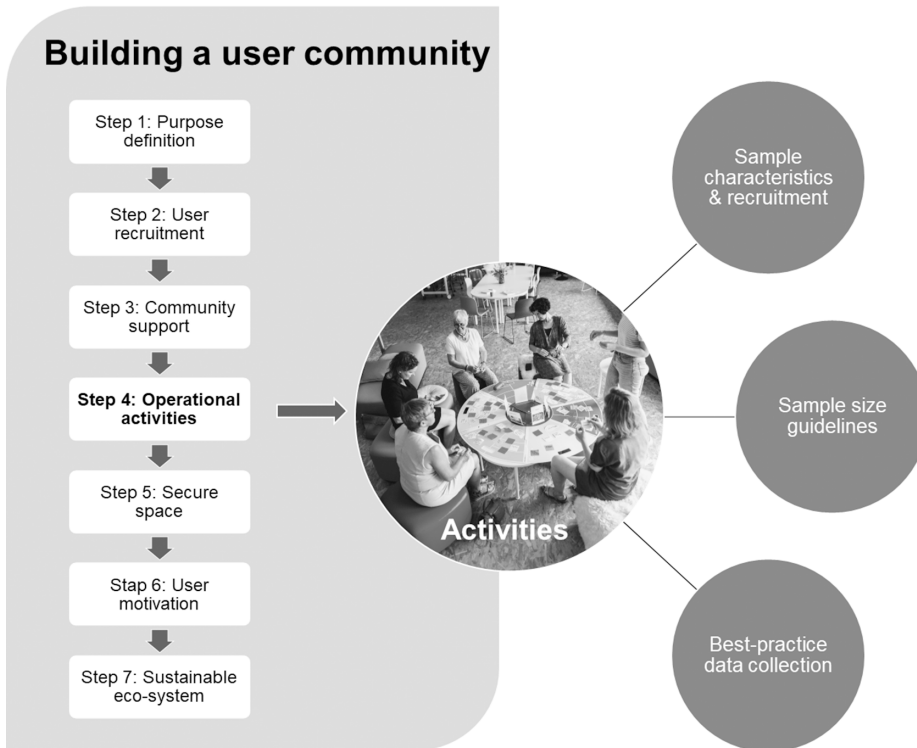 Building a user community
Step 1: Purpose
definition
Step 2: User
recruitment
Step 3: Community
support
Step 4: Operational
activities
Step 5: Secure
space
Stap 6: User
motivation
Step 7: Sustainable
eco-system
Activities
Sample
characteristics
& recruitment
Sample size
guidelines
Best-practice
data collection